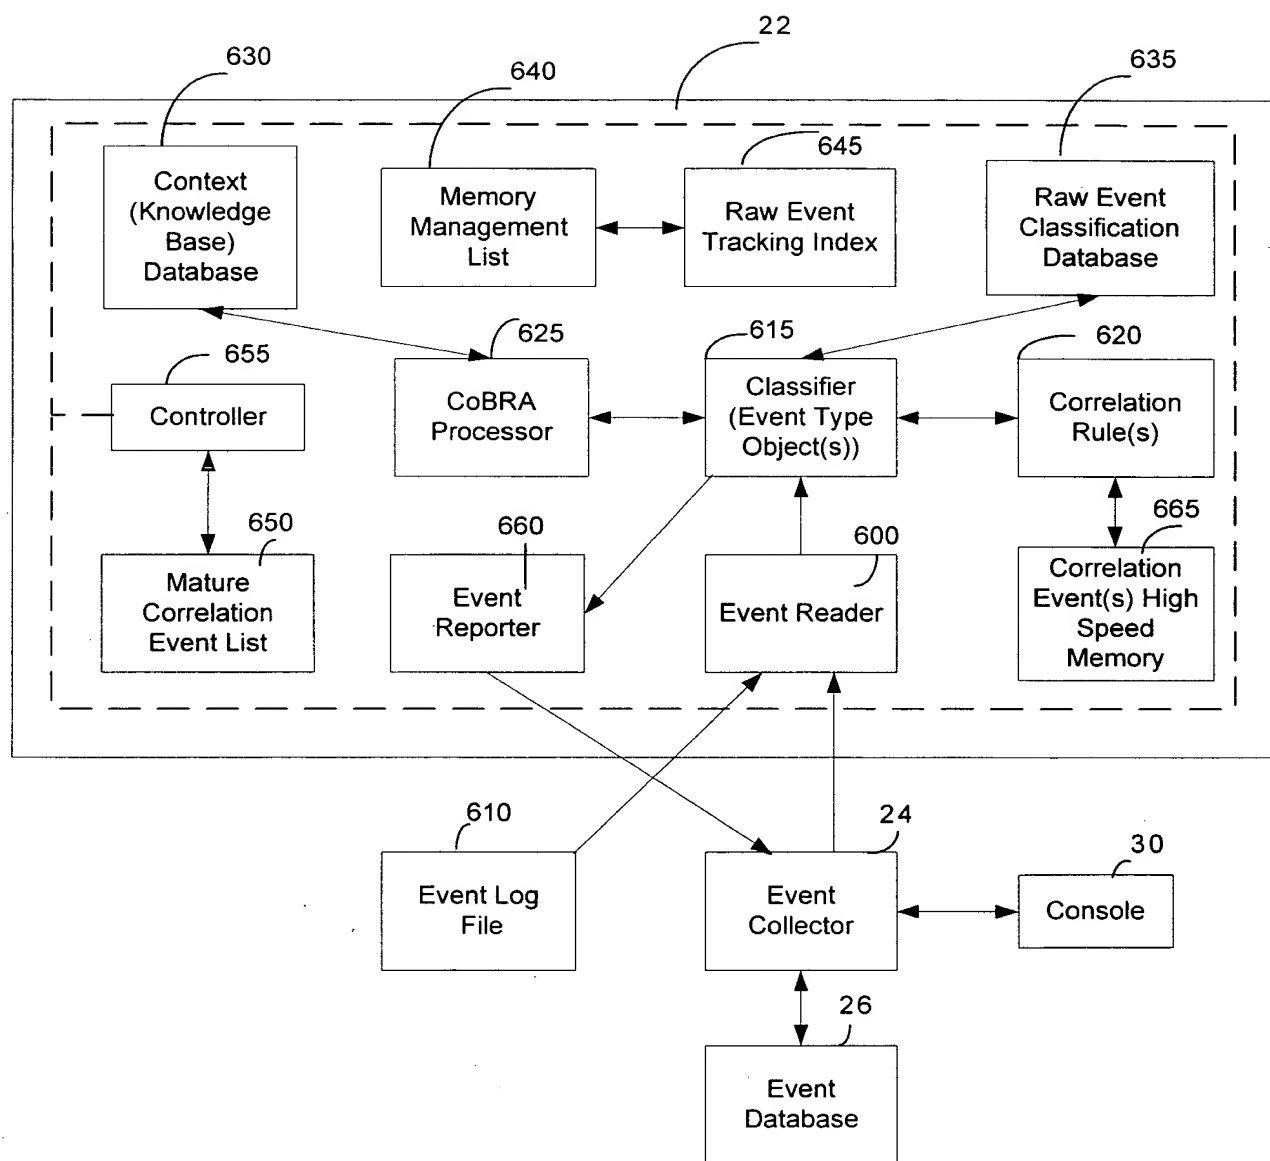 22
630
640
635
645
Context
(Knowledge
Base)
Database
Memory
Management
List
Raw Event
Tracking Index
Raw Event
Classification
Database
655
625
615
620
Controller
CoBRA
Processor
Classifier
(Event Type
Object(s))
Correlation
Rule(s)
650
660
600
665
Mature
Correlation
Event List
Event
Reporter
Event Reader
Correlation
Event(s) High
Speed
Memory
610
24
30
Event Log
File
Event
Collector
Console
26
Event
Database